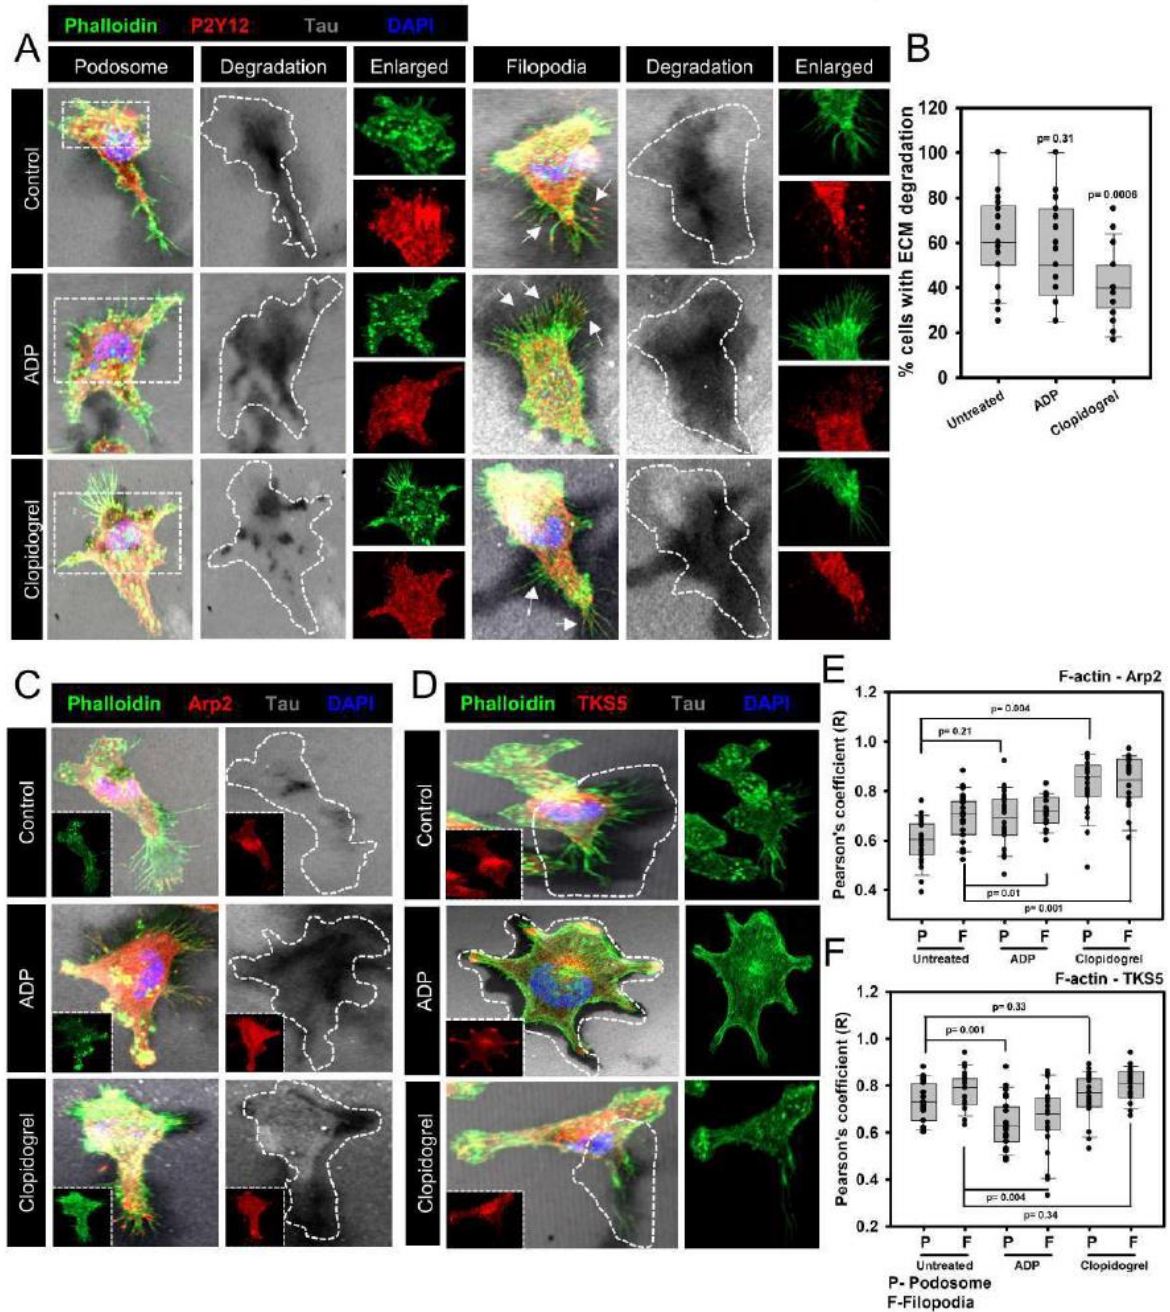 Phalloidin P2Y12 Tau DAPI
A
Podosome Degradation Enlarged Filopodia Degradation Enlarged
Control
ADP
Clopidogrel
B
% cells with ECM degradation
120
100
80
60
40
20
0
p= 0.31
p= 0.0006
Untreated
ADP
Clopidogrel
C
Phalloidin Arp2 Tau DAPI
Control
ADP
Clopidogrel
D
Phalloidin TKS5 Tau DAPI
Control
ADP
Clopidogrel
E
F-actin - Arp2
Pearson's coefficient (R)
1.2
1.0
0.8
0.6
0.4
p= 0.004
p= 0.21
p= 0.01
p= 0.001
P F P F P F
Untreated ADP Clopidogrel
F
F-actin - TKS5
Pearson's coefficient (R)
1.2
1.0
0.8
0.6
0.4
0.2
p= 0.33
p= 0.001
p= 0.004
p= 0.34
P F P F P F
Untreated ADP Clopidogrel
P- Podosome
F-Filopodia